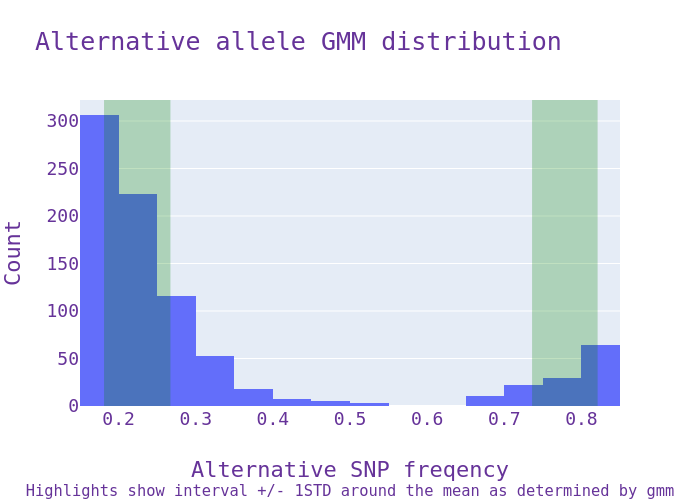 Alternative allele GMM distribution
300
250
200
150
100
50
0
Count
0.2 0.3 0.4 0.5 0.6 0.7 0.8
Alternative SNP freqency
Highlights show interval +/- 1STD around the mean as determined by gmm